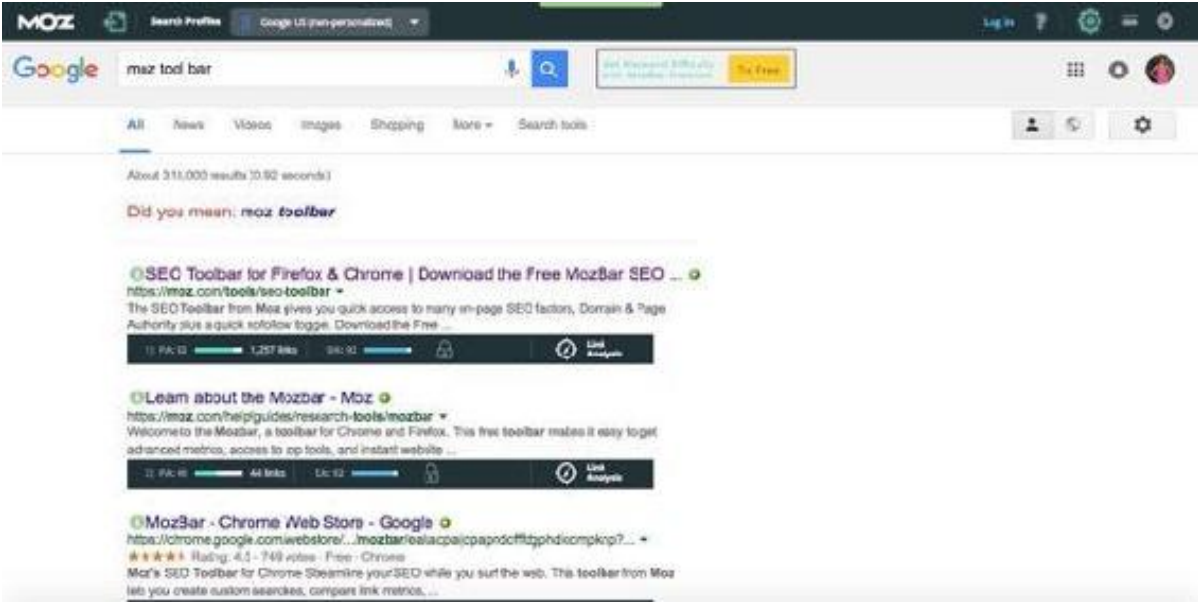 MOZ Search Profiles Google US (non-personalized) Log in ?
Google moz tool bar Try Free
All News Videos Images Shopping More Search tools
About 311,000 results (0.92 seconds)
Did you mean: moz toolbar
SEO Toolbar for Firefox & Chrome | Download the Free MozBar SEO ...
https://moz.com/tools/seo-toolbar
The SEO Toolbar from Moz gives you quick access to many on-page SEO factors, Domain & Page
Authority plus a quick nofollow toggle. Download the Free ...
1,257 links Link
Analysis
Learn about the Mozbar - Moz
https://moz.com/help/guides/research-tools/mozbar
Welcome to the Mozbar, a toolbar for Chrome and Firefox. This free toolbar makes it easy to get
advanced metrics, access to top tools, and instant website ...
44 links Link
Analysis
MozBar - Chrome Web Store - Google
https://chrome.google.com/webstore/.../mozbar/
Rating: 4.5 - 749 votes - Free - Chrome
Moz's SEO Toolbar for Chrome Streamline your SEO while you surf the web. This toolbar from Moz
lets you create custom searches, compare link metrics, ...